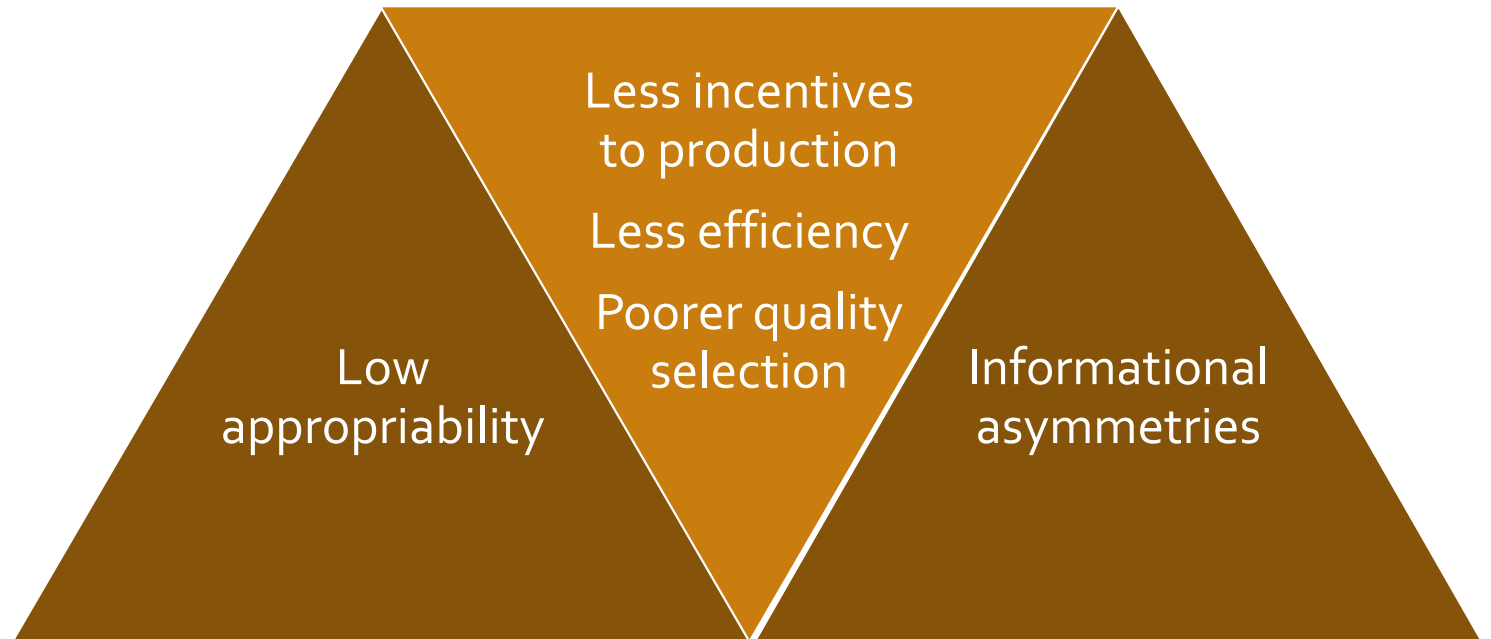 Less incentives
to production
Less efficiency
Poorer quality
selection
Low
appropriability
Informational
asymmetries